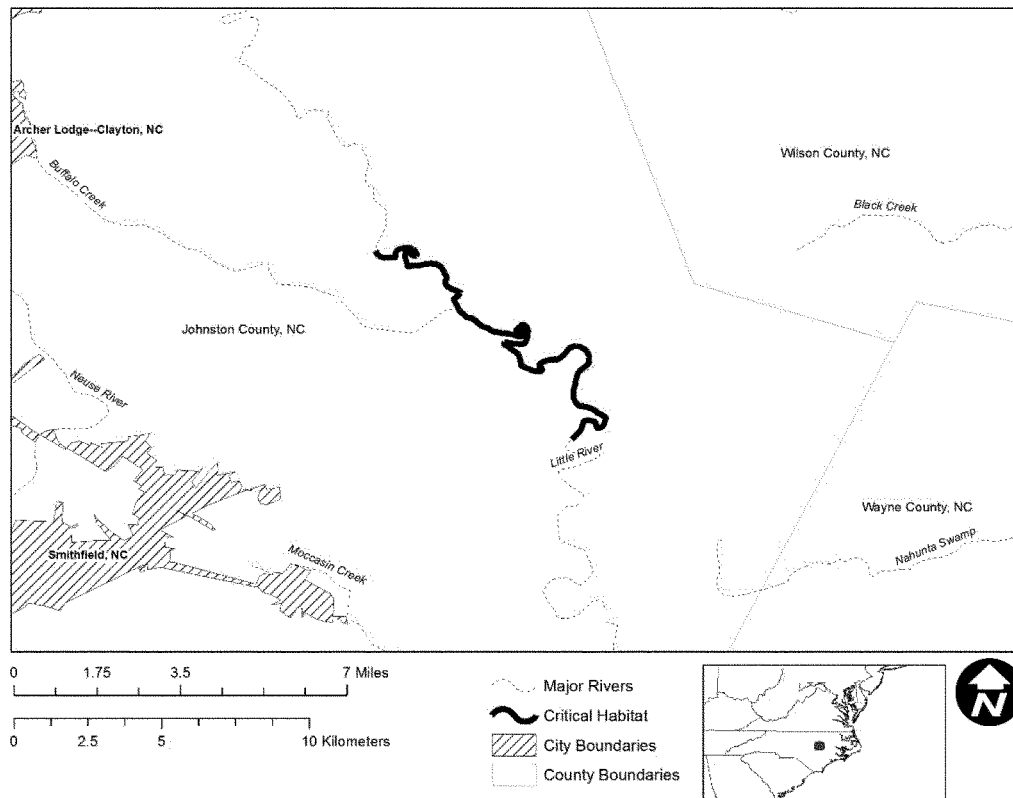 Archer Lodge--Clayton, NC
Wilson County, NC
Buffalo Creek
Black Creek
Johnston County, NC
Neuse River
Little River
Wayne County, NC
Smithfield, NC
Moccasin Creek
Nahunta Swamp
0 1.75 3.5 7 Miles
0 2.5 5 10 Kilometers
Major Rivers
Critical Habitat
City Boundaries
County Boundaries
N